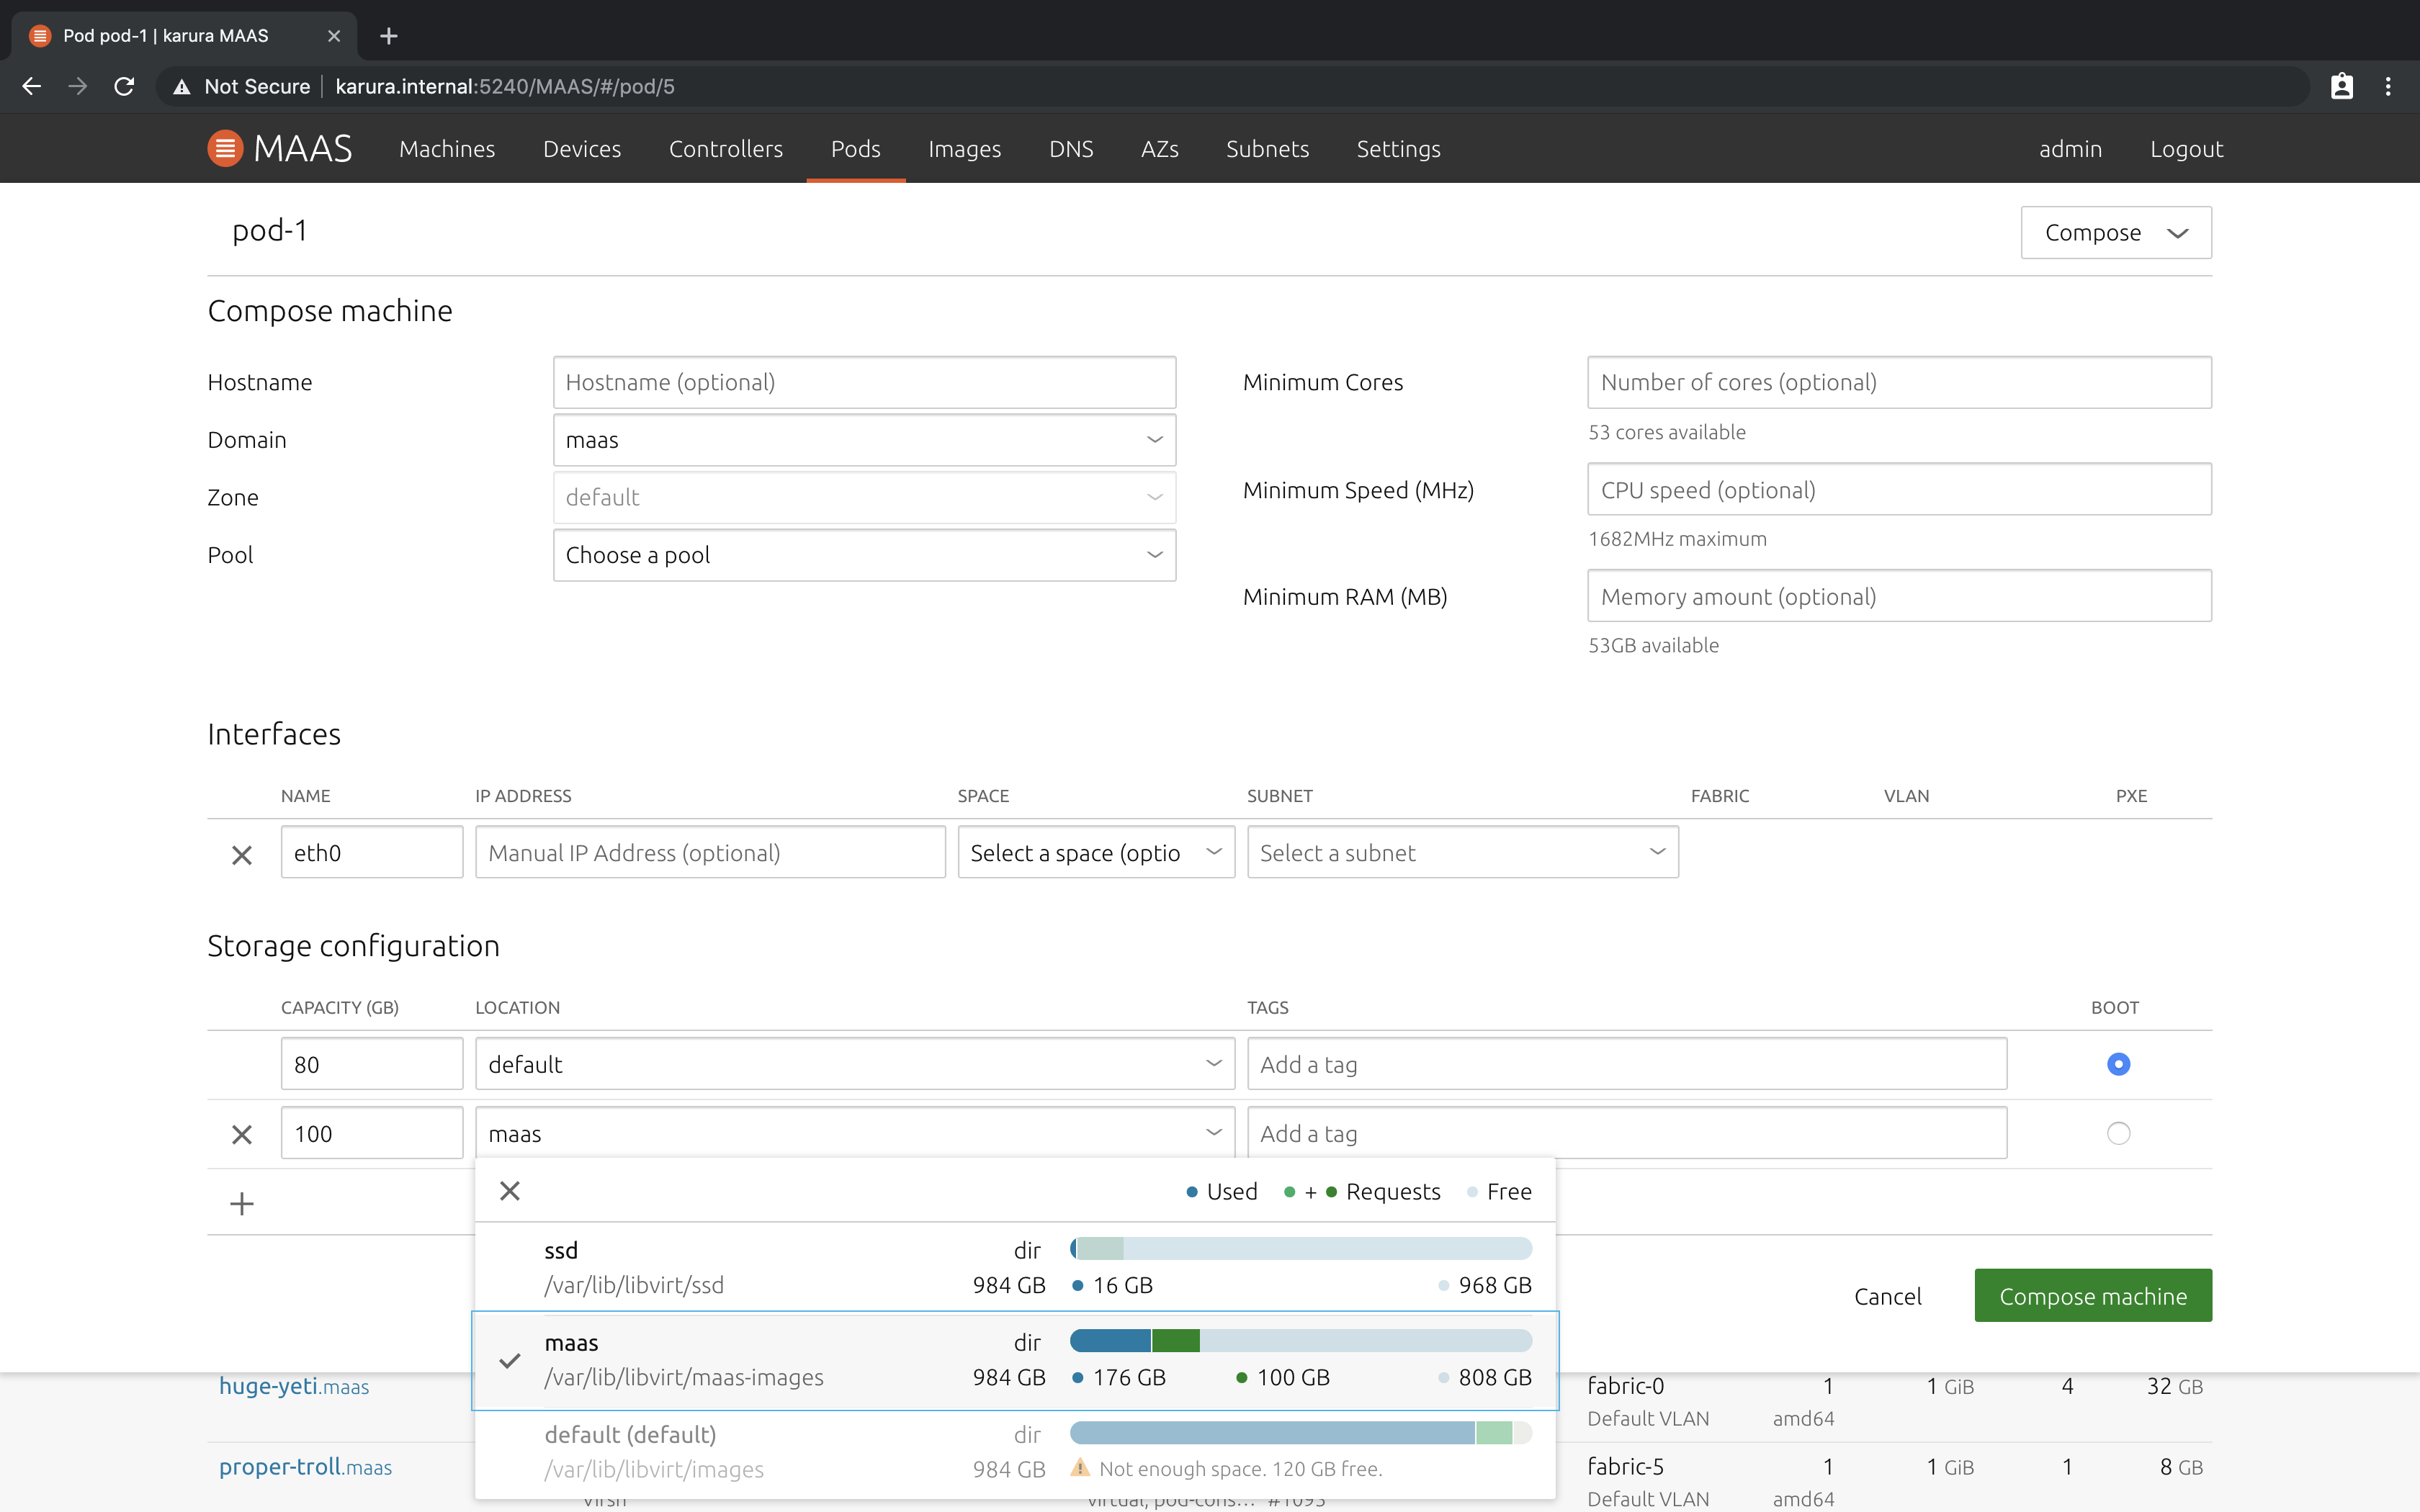 Pod pod-1 | karura MAAS
Not Secure | karura.internal:5240/MAAS/#/pod/5
MAAS Machines Devices Controllers Pods Images DNS AZs Subnets Settings admin Logout
pod-1 Compose
Compose machine
Hostname Hostname (optional) Minimum Cores Number of cores (optional)
53 cores available
Domain maas
Zone default Minimum Speed (MHz) CPU speed (optional)
1682MHz maximum
Pool Choose a pool
Minimum RAM (MB) Memory amount (optional)
53GB available
Interfaces
NAME IP ADDRESS SPACE SUBNET FABRIC VLAN PXE
eth0 Manual IP Address (optional) Select a space (optio Select a subnet
Storage configuration
CAPACITY (GB) LOCATION TAGS BOOT
80 default Add a tag
100 maas Add a tag
Used + Requests Free
ssd dir
/var/lib/libvirt/ssd 984 GB 16 GB 968 GB
Cancel Compose machine
maas dir
/var/lib/libvirt/maas-images 984 GB 176 GB 100 GB 808 GB
huge-yeti.maas fabric-0 1 1 GiB 4 32 GB
Default VLAN amd64
default (default) dir
/var/lib/libvirt/images 984 GB Not enough space. 120 GB free.
proper-troll.maas fabric-5 1 1 GiB 1 8 GB
Virsh virtual, pod-cons... #1095 Default VLAN amd64